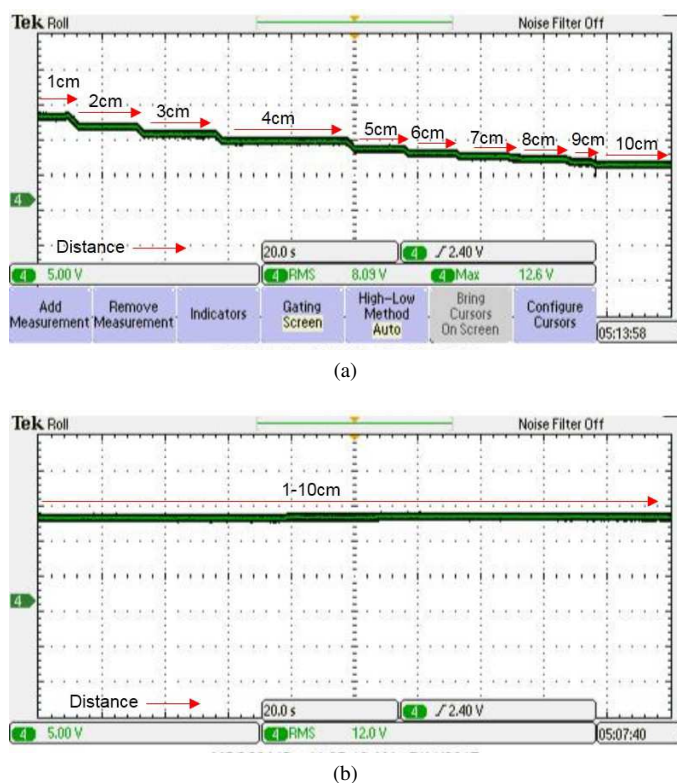 Tek Roll Noise Filter Off
1cm
2cm
3cm
4cm
5cm
6cm
7cm
8cm
9cm
10cm
4
Distance
20.0 s 4 2.40 V
4 5.00 V 4 RMS 8.09 V 4 Max 12.6 V
Add Measurement
Remove Measurement
Indicators
Gating Screen
High-Low Method Auto
Bring Cursors On Screen
Configure Cursors
05:13:58
(a)
Tek Roll Noise Filter Off
1-10cm
4
Distance
20.0 s 4 2.40 V
4 5.00 V 4 RMS 12.0 V 05:07:40
(b)